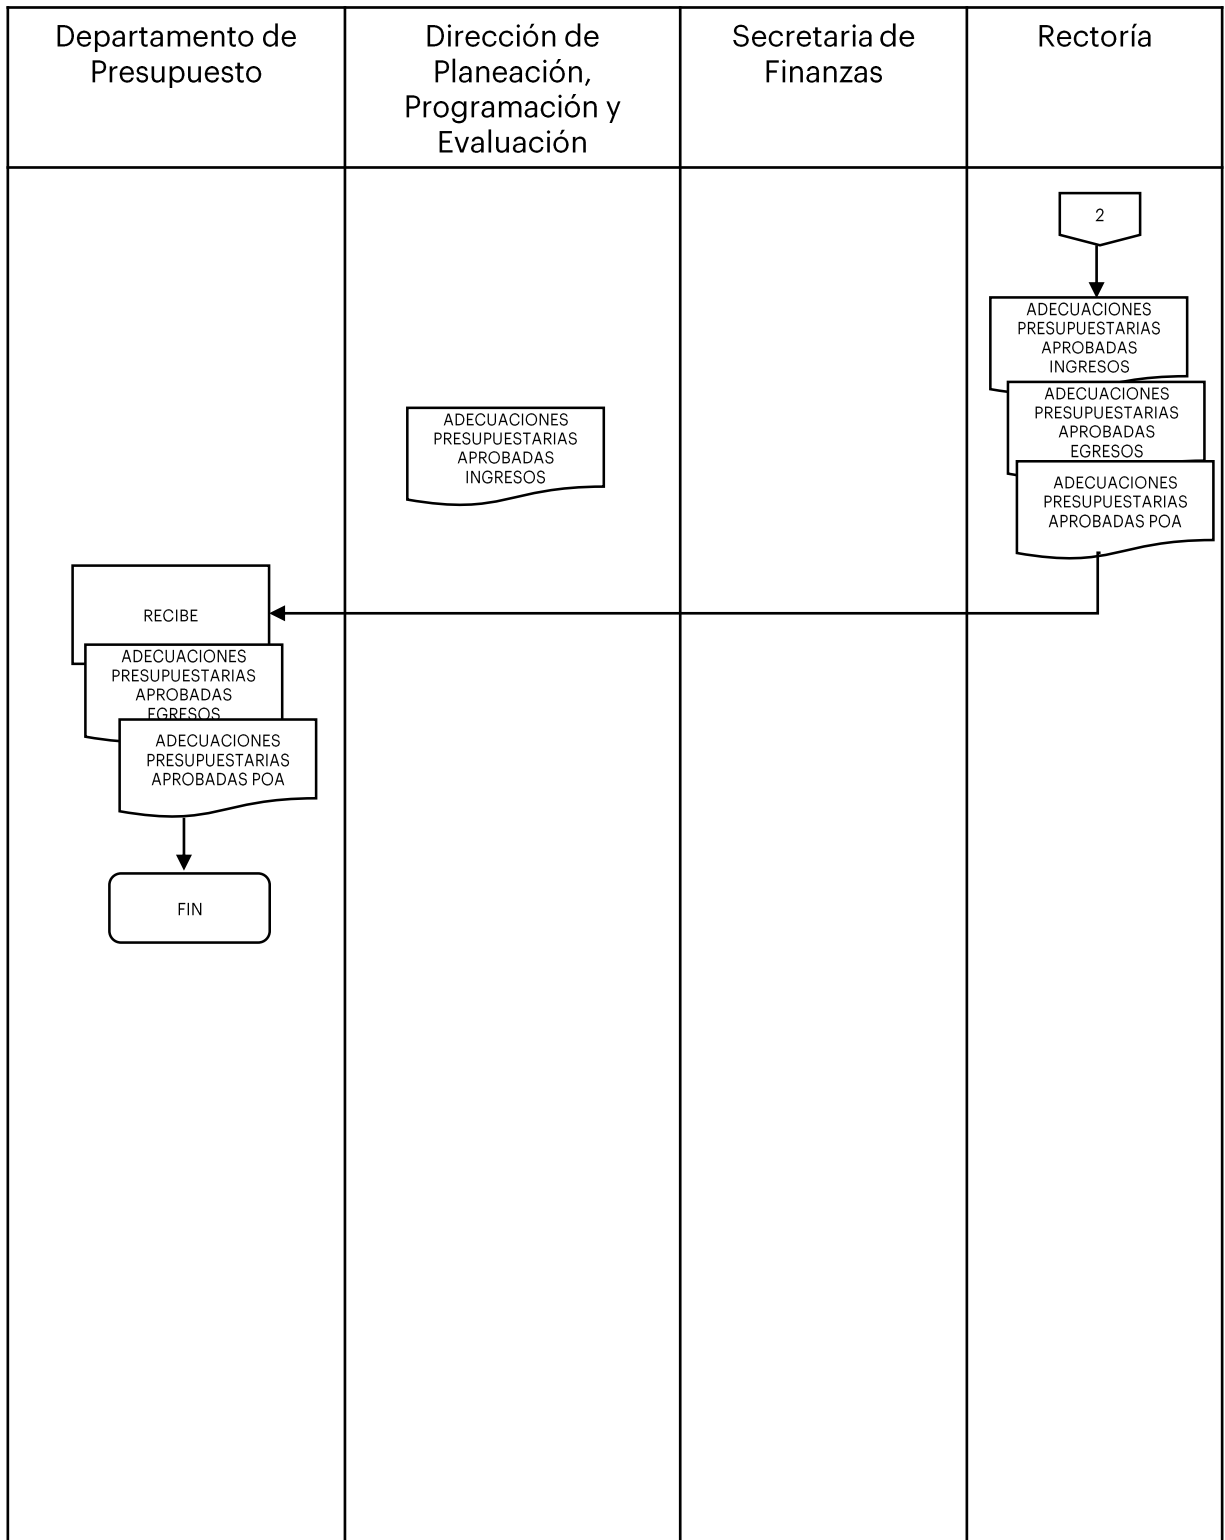 Departamento de
Presupuesto
Dirección de
Planeación,
Programación y
Evaluación
Secretaria de
Finanzas
Rectoría
2
ADECUACIONES
PRESUPUESTARIAS
APROBADAS
INGRESOS
ADECUACIONES
PRESUPUESTARIAS
APROBADAS
EGRESOS
ADECUACIONES
PRESUPUESTARIAS
APROBADAS POA
ADECUACIONES
PRESUPUESTARIAS
APROBADAS
INGRESOS
RECIBE
ADECUACIONES
PRESUPUESTARIAS
APROBADAS
EGRESOS
ADECUACIONES
PRESUPUESTARIAS
APROBADAS POA
FIN